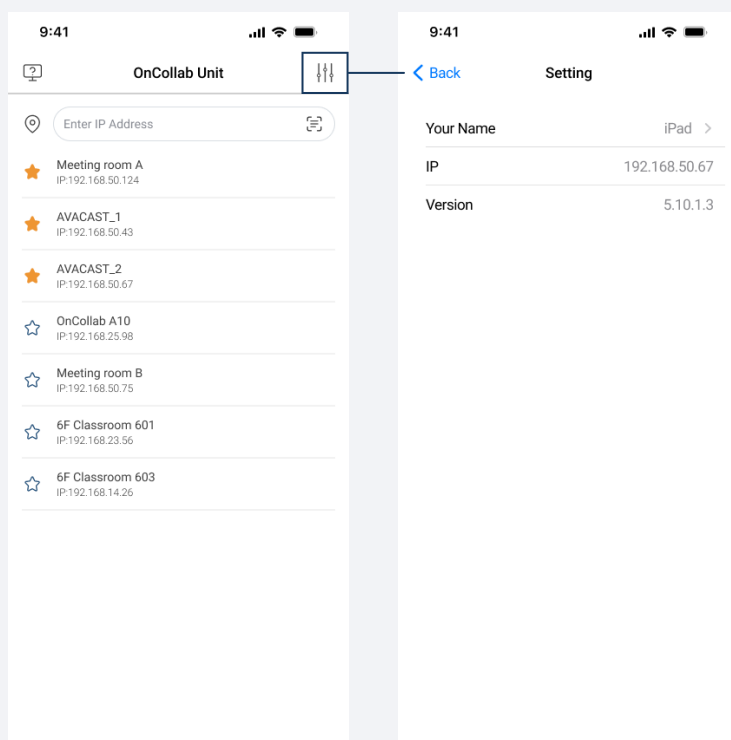 9:41
OnCollab Unit
Enter IP Address
Meeting room A
IP:192.168.50.124
AVACAST_1
IP:192.168.50.43
AVACAST_2
IP:192.168.50.67
OnCollab A10
IP:192.168.25.98
Meeting room B
IP:192.168.50.75
6F Classroom 601
IP:192.168.23.56
6F Classroom 603
IP:192.168.14.26
9:41
Back Setting
Your Name iPad
IP 192.168.50.67
Version 5.10.1.3